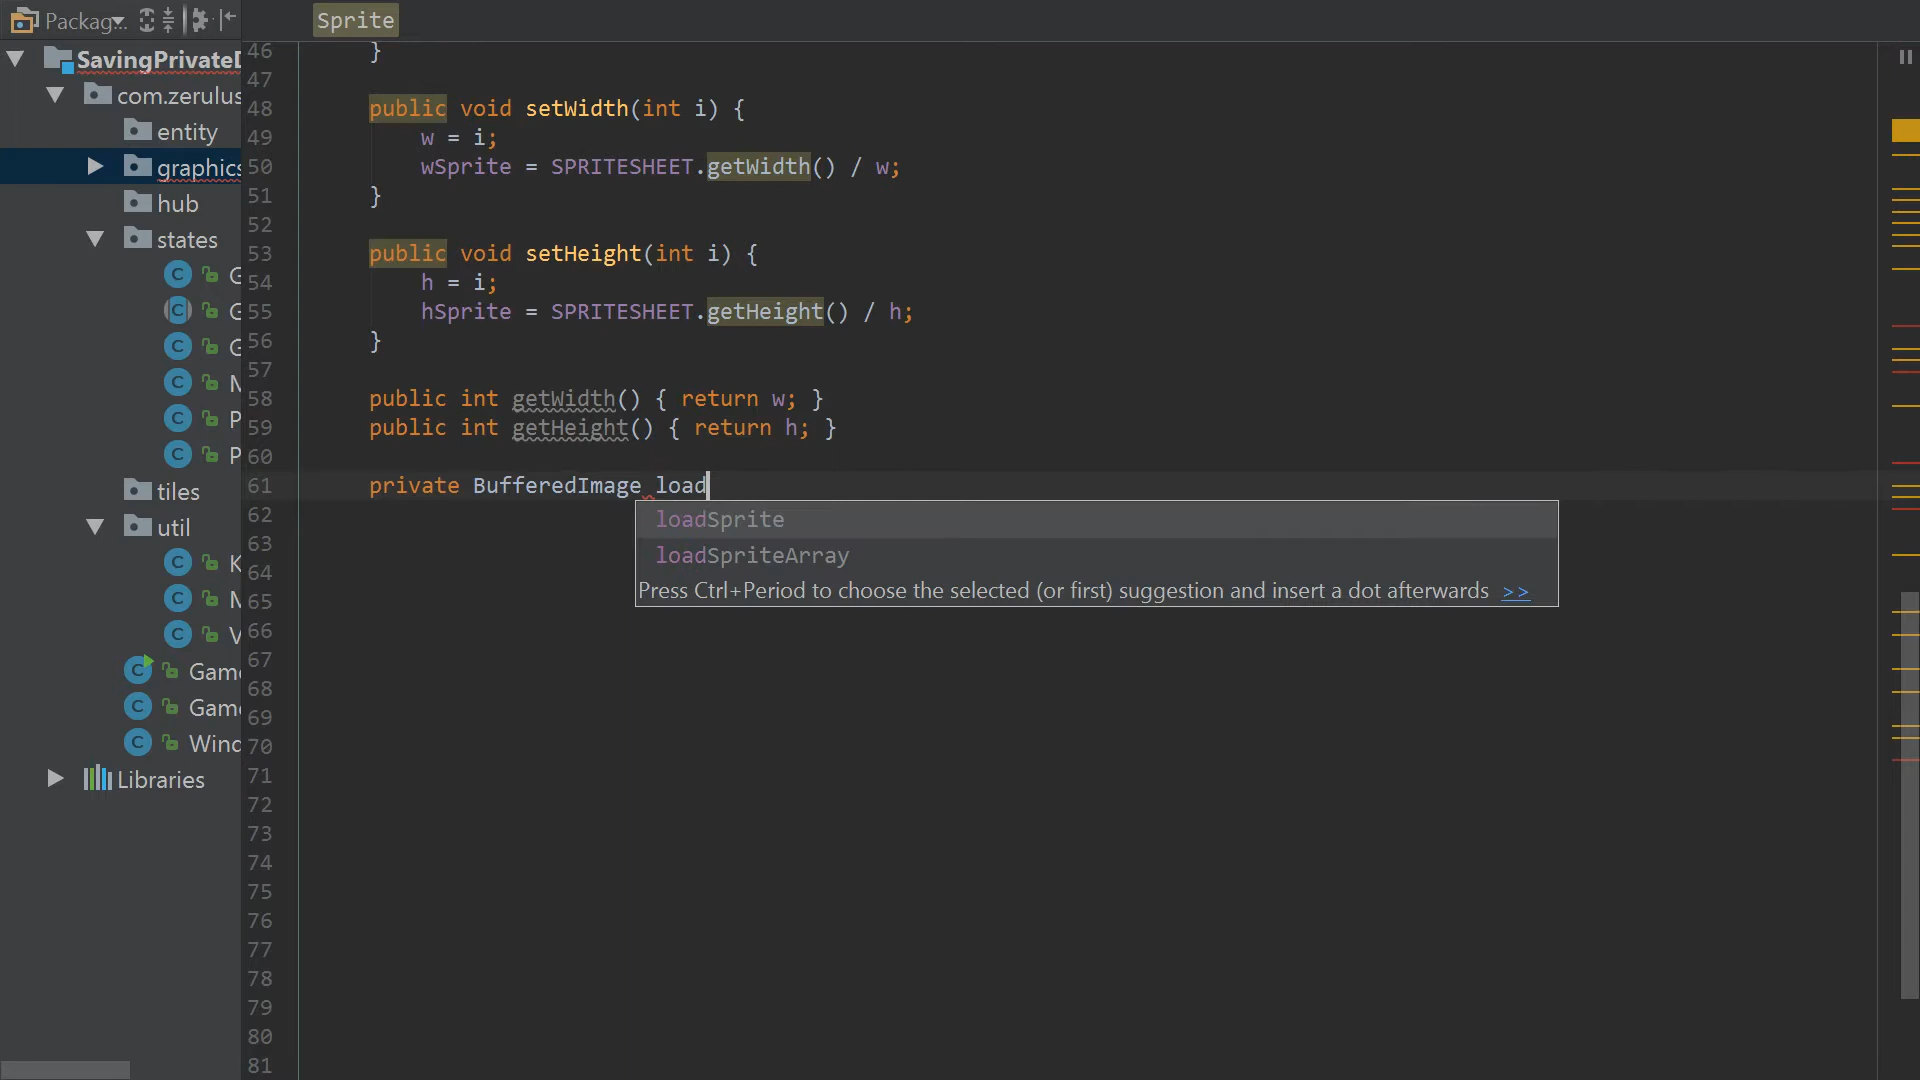 Packag...
Sprite
SavingPrivateD
com.zerulus
entity
graphics
hub
states
G
G
G
M
P
P
tiles
util
K
M
V
Game
Game
Wind
Libraries
46 }
47
48 public void setWidth(int i) {
49 w = i;
50 wSprite = SPRITESHEET.getWidth() / w;
51 }
52
53 public void setHeight(int i) {
54 h = i;
55 hSprite = SPRITESHEET.getHeight() / h;
56 }
57
58 public int getWidth() { return w; }
59 public int getHeight() { return h; }
60
61 private BufferedImage load
loadSprite
loadSpriteArray
Press Ctrl+Period to choose the selected (or first) suggestion and insert a dot afterwards >>
62
63
64
65
66
67
68
69
70
71
72
73
74
75
76
77
78
79
80
81